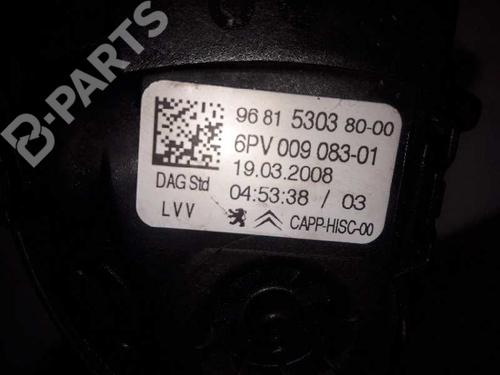 B-PARTS
96 81 5303 80-00
6PV 009 083-01
19.03.2008
DAG Std
04:53:38 / 03
LVV
CAPP-HISC-00